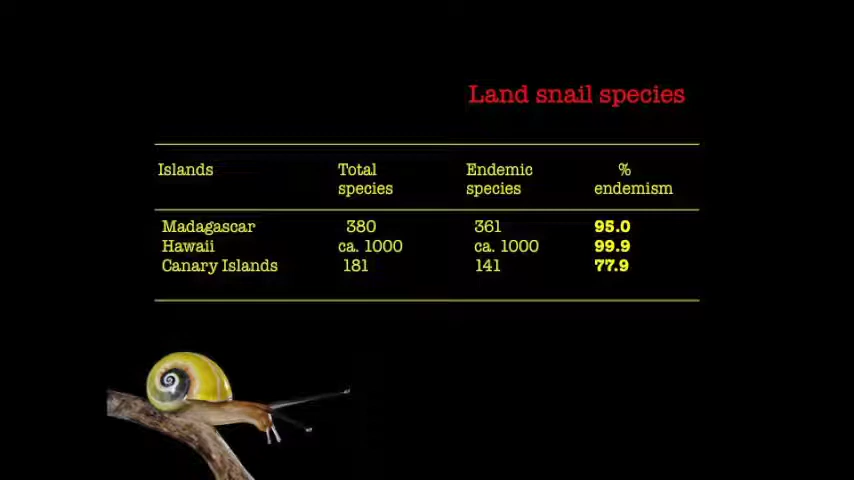 Land snail species
Islands Total species Endemic species % endemism
Madagascar 380 361 95.0
Hawaii ca. 1000 ca. 1000 99.9
Canary Islands 181 141 77.9